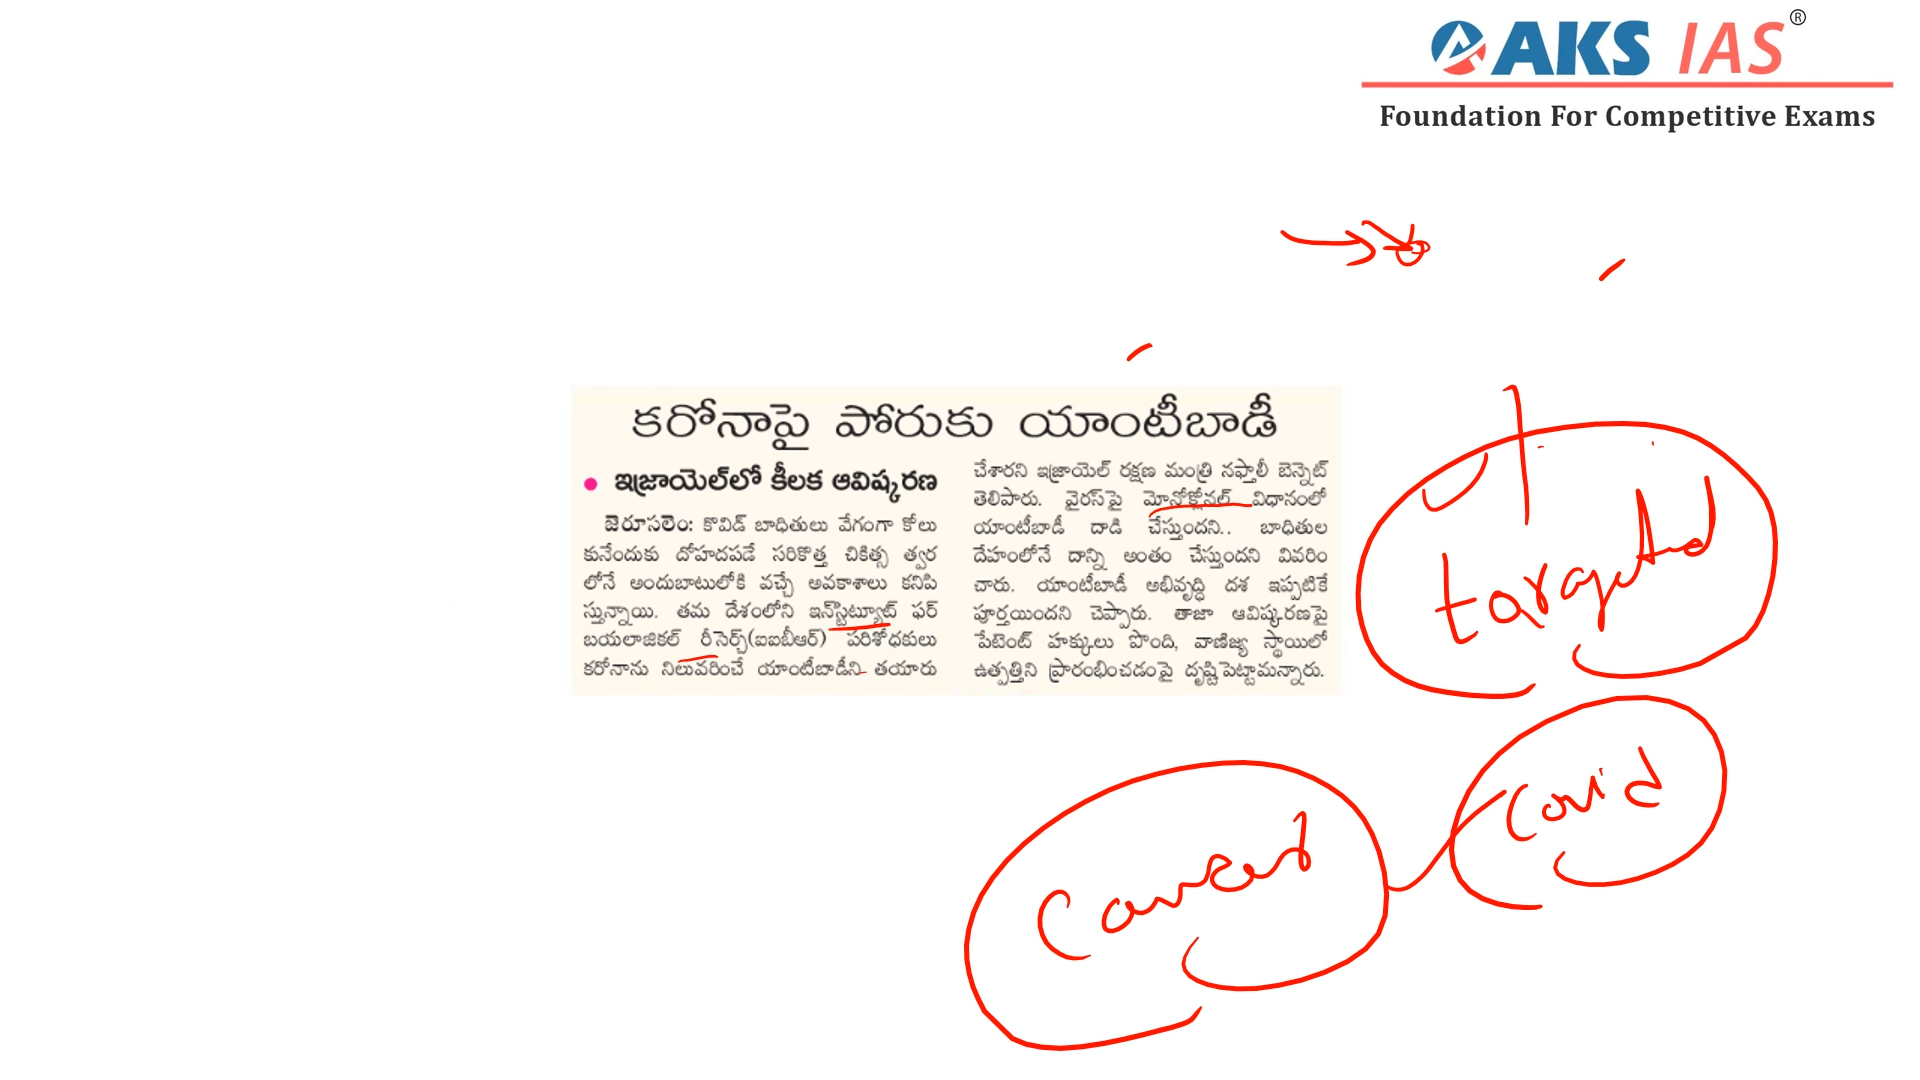 AKS IAS®
Foundation For Competitive Exams
కరోనాపై పోరుకు యాంటీబాడీ
● ఇజ్రాయెల్‌లో కీలక ఆవిష్కరణ
జెరూసలెం: కొవిడ్ బాధితులు వేగంగా కోలు
కునేందుకు దోహదపడే సరికొత్త చికిత్స త్వర
లోనే అందుబాటులోకి వచ్చే అవకాశాలు కనిపి
స్తున్నాయి. తమ దేశంలోని ఇన్‌స్టిట్యూట్ ఫర్
బయలాజికల్ రీసెర్చ్(ఐఐబీఆర్) పరిశోధకులు
కరోనాను నిలువరించే యాంటీబాడీని తయారు
చేశారని ఇజ్రాయెల్ రక్షణ మంత్రి నఫ్తాలీ బెన్నెట్
తెలిపారు. వైరస్‌పై మోనోక్లోనల్ విధానంలో
యాంటీబాడీ దాడి చేస్తుందని.. బాధితుల
దేహంలోనే దాన్ని అంతం చేస్తుందని వివరిం
చారు. యాంటీబాడీ అభివృద్ధి దశ ఇప్పటికే
పూర్తయిందని చెప్పారు. తాజా ఆవిష్కరణపై
పేటెంట్ హక్కులు పొంది, వాణిజ్య స్థాయిలో
ఉత్పత్తిని ప్రారంభించడంపై దృష్టిపెట్టామన్నారు.
targeted
Covid
Cancer